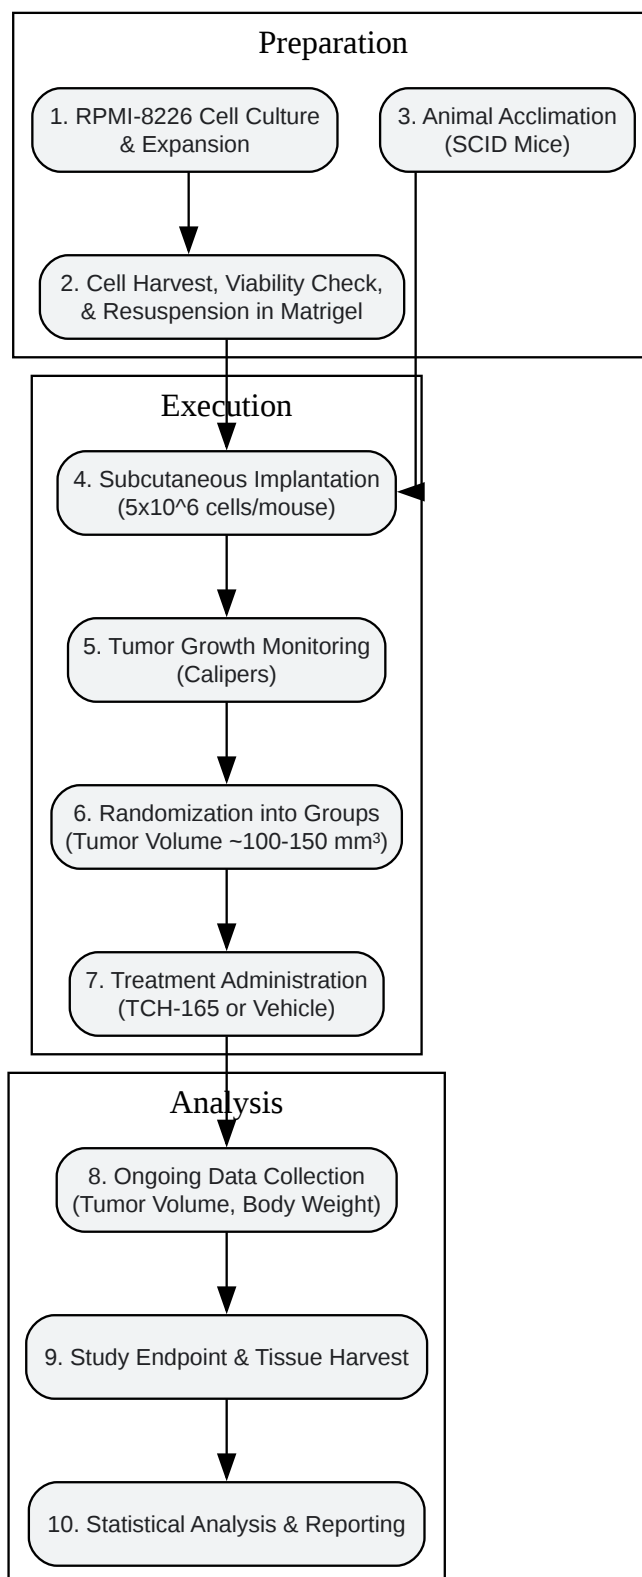 Preparation
1. RPMI-8226 Cell Culture
& Expansion
3. Animal Acclimation
(SCID Mice)
2. Cell Harvest, Viability Check,
& Resuspension in Matrigel
Execution
4. Subcutaneous Implantation
(5x10^6 cells/mouse)
5. Tumor Growth Monitoring
(Calipers)
6. Randomization into Groups
(Tumor Volume ~100-150 mm³)
7. Treatment Administration
(TCH-165 or Vehicle)
Analysis
8. Ongoing Data Collection
(Tumor Volume, Body Weight)
9. Study Endpoint & Tissue Harvest
10. Statistical Analysis & Reporting